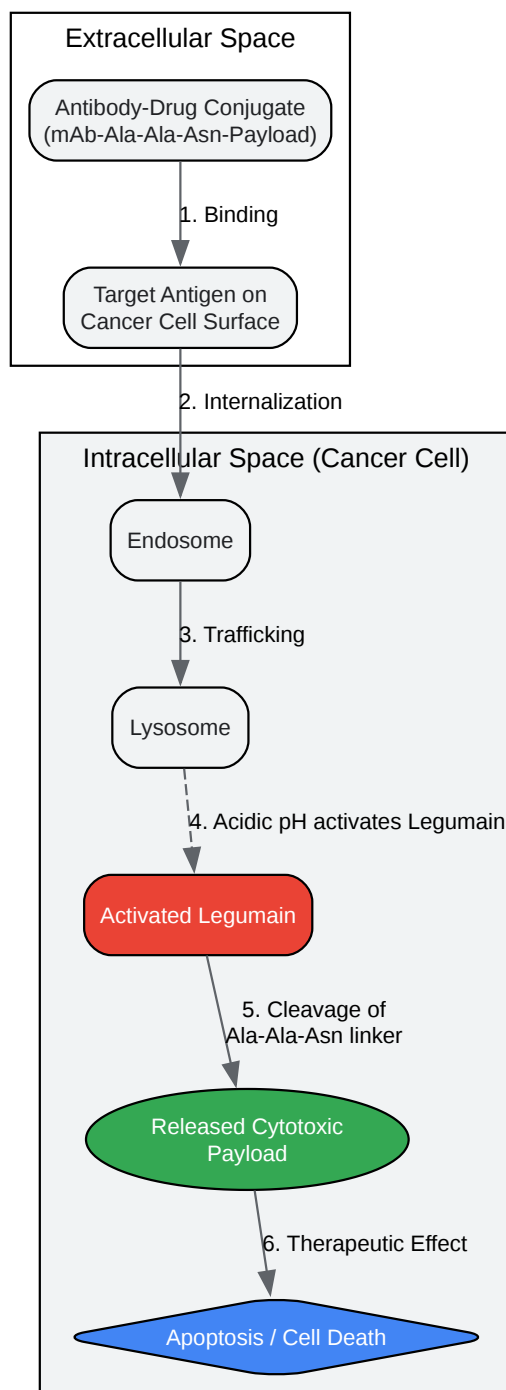 Extracellular Space
Antibody-Drug Conjugate
(mAb-Ala-Ala-Asn-Payload)
1. Binding
Target Antigen on
Cancer Cell Surface
2. Internalization
Intracellular Space (Cancer Cell)
Endosome
3. Trafficking
Lysosome
4. Acidic pH activates Legumain
Activated Legumain
5. Cleavage of
Ala-Ala-Asn linker
Released Cytotoxic
Payload
6. Therapeutic Effect
Apoptosis / Cell Death